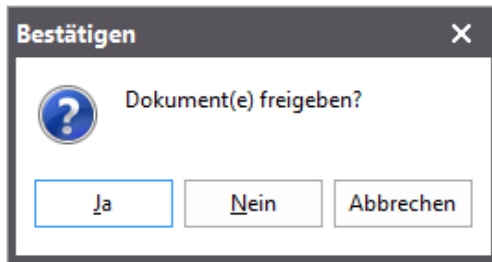 Bestätigen
Dokument(e) freigeben?
Ja
Nein
Abbrechen